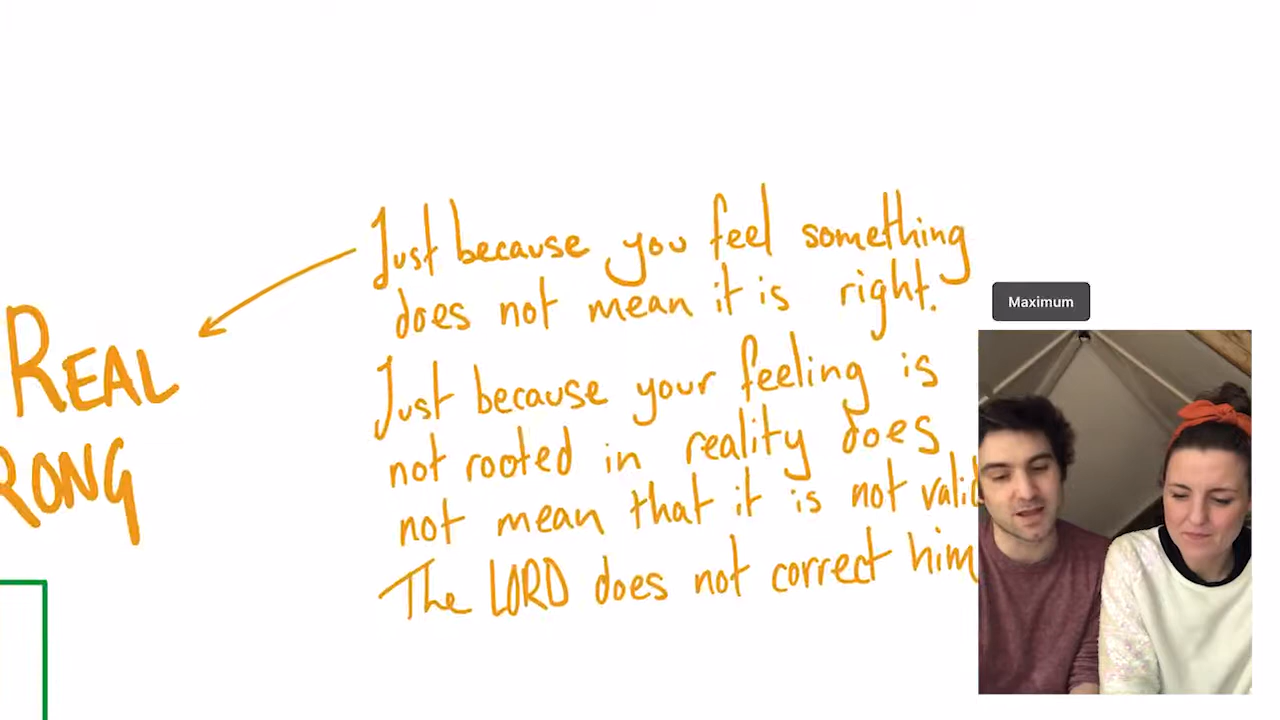 Just because you feel something
does not mean it is right.
Maximum
REAL
Just because your feeling is
not rooted in reality does
RONG
not mean that it is not valid
The LORD does not correct him